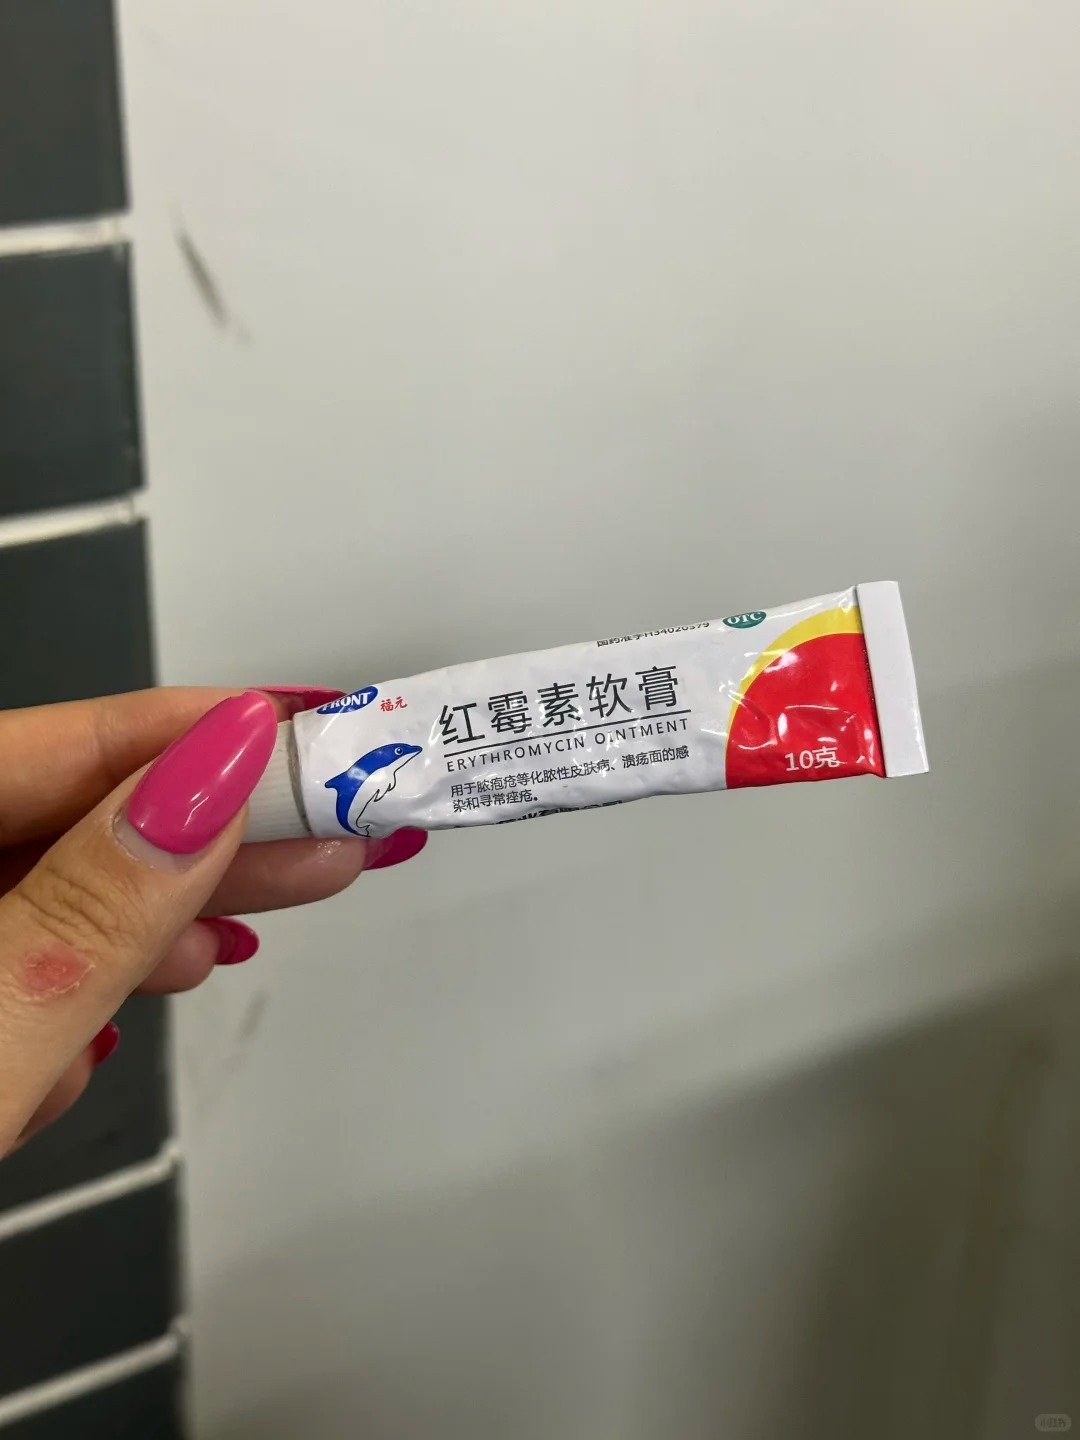 国药准字H34020379
OTC
FRONT 福元
红霉素软膏
ERYTHROMYCIN OINTMENT
用于脓疱疮等化脓性皮肤病、溃疡面的感
染和寻常痤疮。
10克